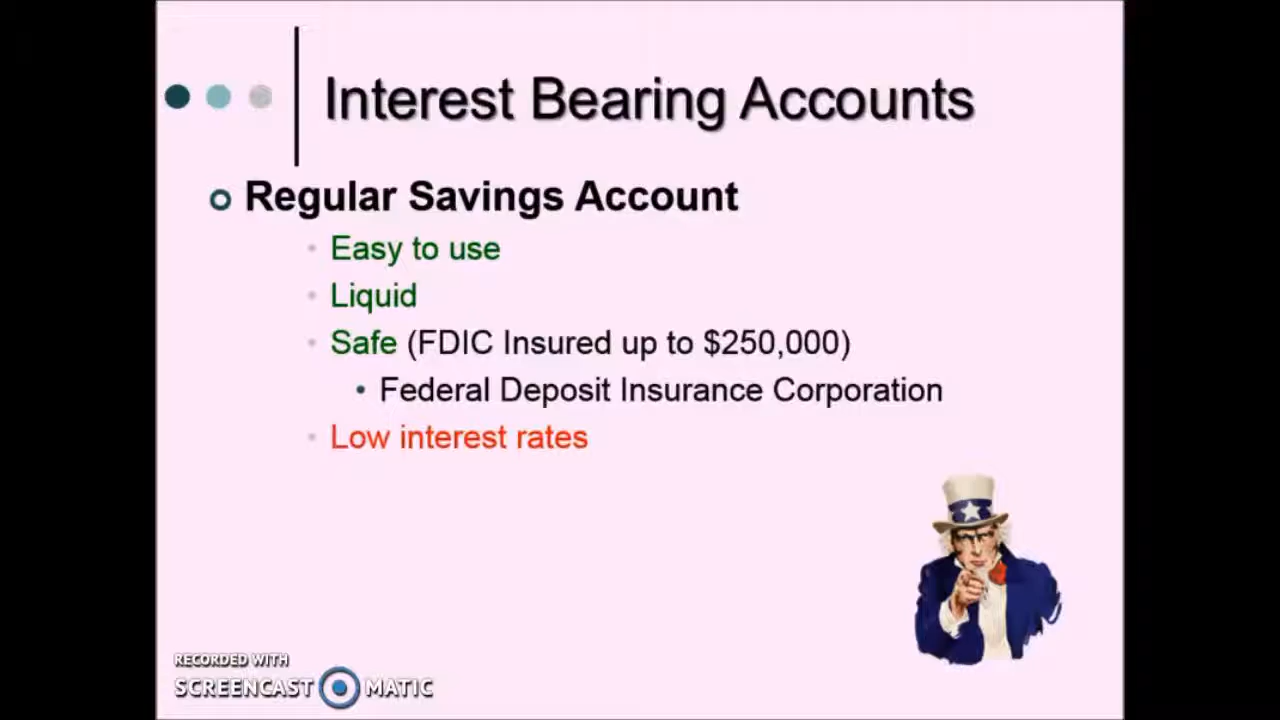 Interest Bearing Accounts
Regular Savings Account
Easy to use
Liquid
Safe (FDIC Insured up to $250,000)
Federal Deposit Insurance Corporation
Low interest rates
RECORDED WITH
SCREENCAST MATIC